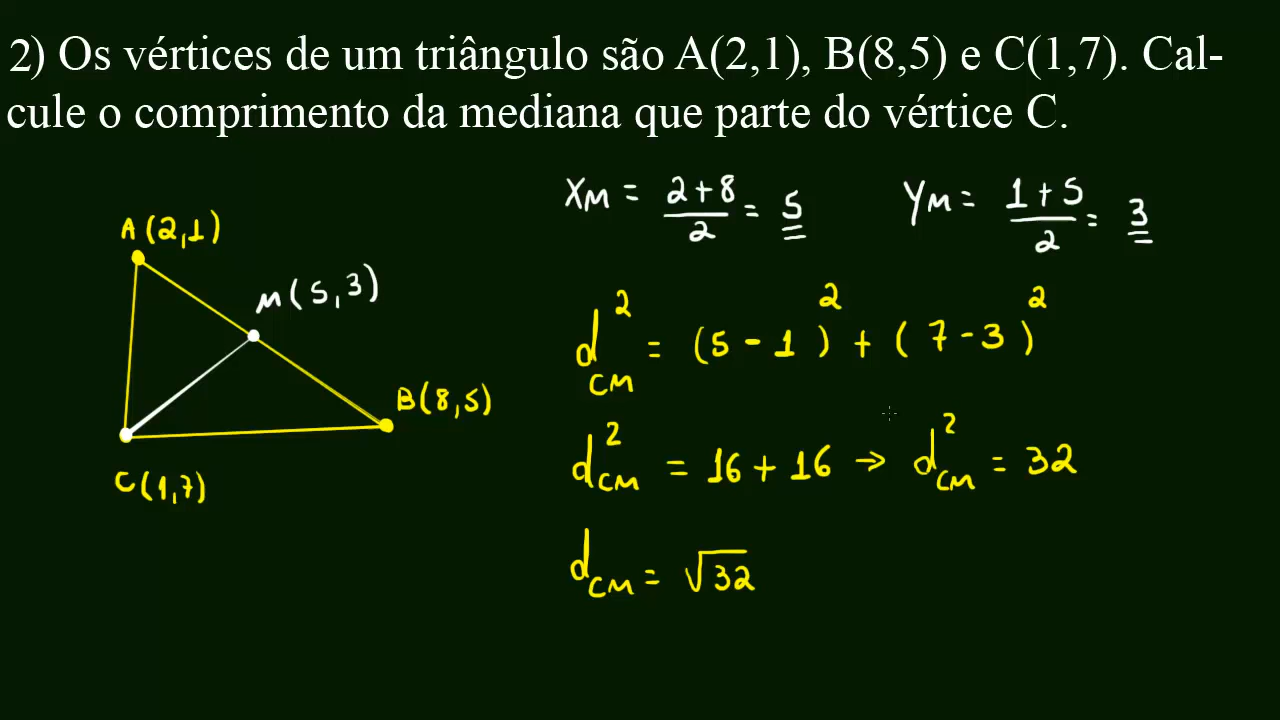 2) Os vértices de um triângulo são A(2,1), B(8,5) e C(1,7). Cal-
cule o comprimento da mediana que parte do vértice C.
XM = 2+8/2 = 5
YM = 1+5/2 = 3
A(2,1)
M(5,3)
B(8,5)
C(1,7)
d²CM = (5-1)² + (7-3)²
d²CM = 16+16 → d²CM = 32
dCM = √32